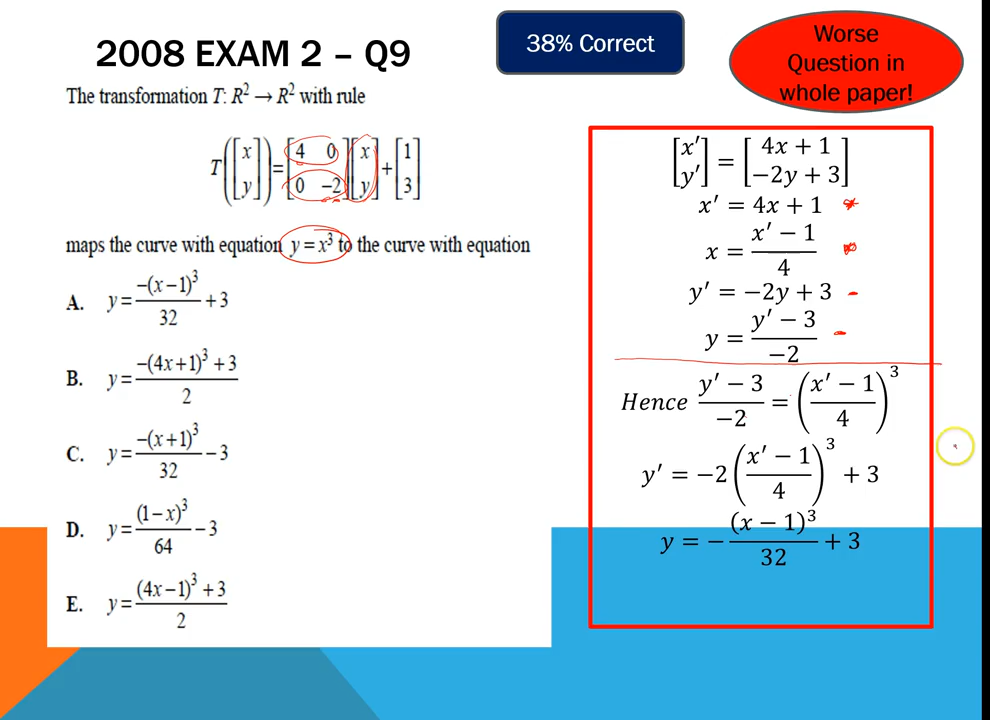 2008 EXAM 2 – Q9
38% Correct
Worse
Question in
whole paper!
The transformation T: R² → R² with rule
T([x y]) = [4 0 0 −2][x y] + [1 3]
maps the curve with equation y = x³ to the curve with equation
A. y = −(x−1)³/32 + 3
B. y = −(4x+1)³ + 3/2
C. y = −(x+1)³/32 − 3
D. y = (1−x)³/64 − 3
E. y = (4x−1)³ + 3/2
[x′ y′] = [4x + 1 −2y + 3]
x′ = 4x + 1
x = x′ − 1/4
y′ = −2y + 3
y = y′ − 3/−2
Hence y′ − 3/−2 = (x′ − 1/4)³
y′ = −2(x′ − 1/4)³ + 3
y = −(x − 1)³/32 + 3